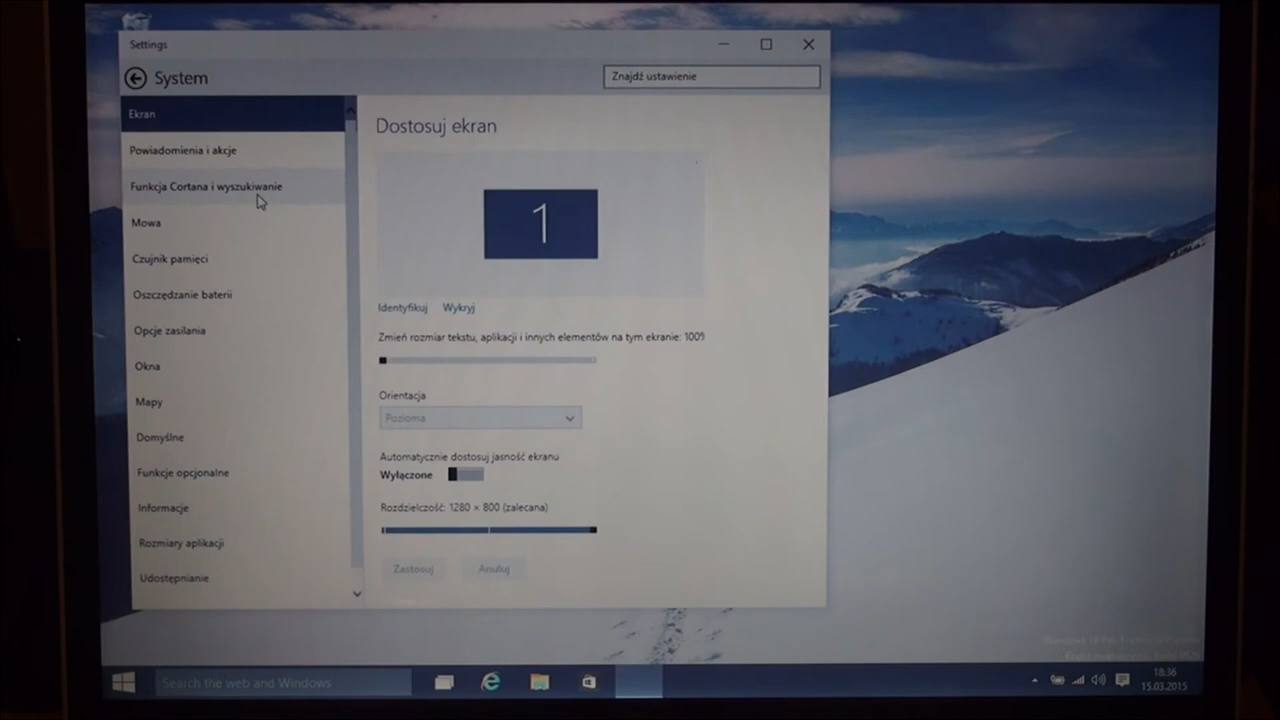 Settings
System
Znajdź ustawienie
Ekran
Powiadomienia i akcje
Funkcja Cortana i wyszukiwanie
Mowa
Czujnik pamięci
Oszczędzanie baterii
Opcje zasilania
Okna
Mapy
Domyślne
Funkcje opcjonalne
Informacje
Rozmiary aplikacji
Udostępnianie
Dostosuj ekran
1
Identyfikuj Wykryj
Zmień rozmiar tekstu, aplikacji i innych elementów na tym ekranie: 100%
Orientacja
Pozioma
Automatycznie dostosuj jasność ekranu
Wyłączone
Rozdzielczość: 1280 × 800 (zalecana)
Zastosuj Anuluj
Search the web and Windows
18:36
15.03.2015